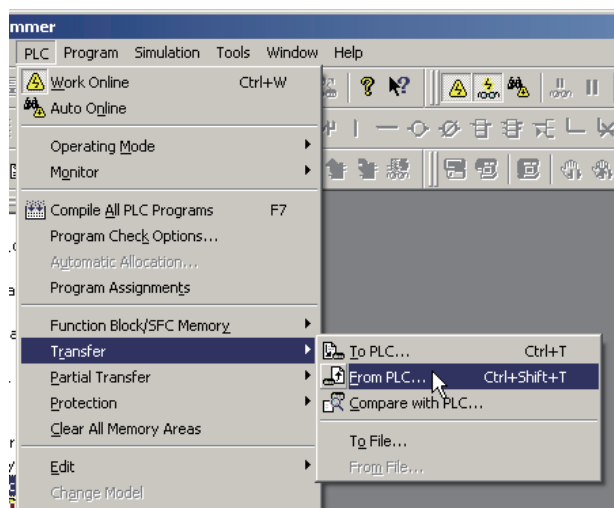 mmer
PLC Program Simulation Tools Window Help
Work Online Ctrl+W
Auto Online
Operating Mode
Monitor
Compile All PLC Programs F7
Program Check Options...
Automatic Allocation...
Program Assignments
Function Block/SFC Memory
Transfer
To PLC... Ctrl+T
Partial Transfer
From PLC... Ctrl+Shift+T
Protection
Compare with PLC...
Clear All Memory Areas
To File...
Edit
From File...
Change Model